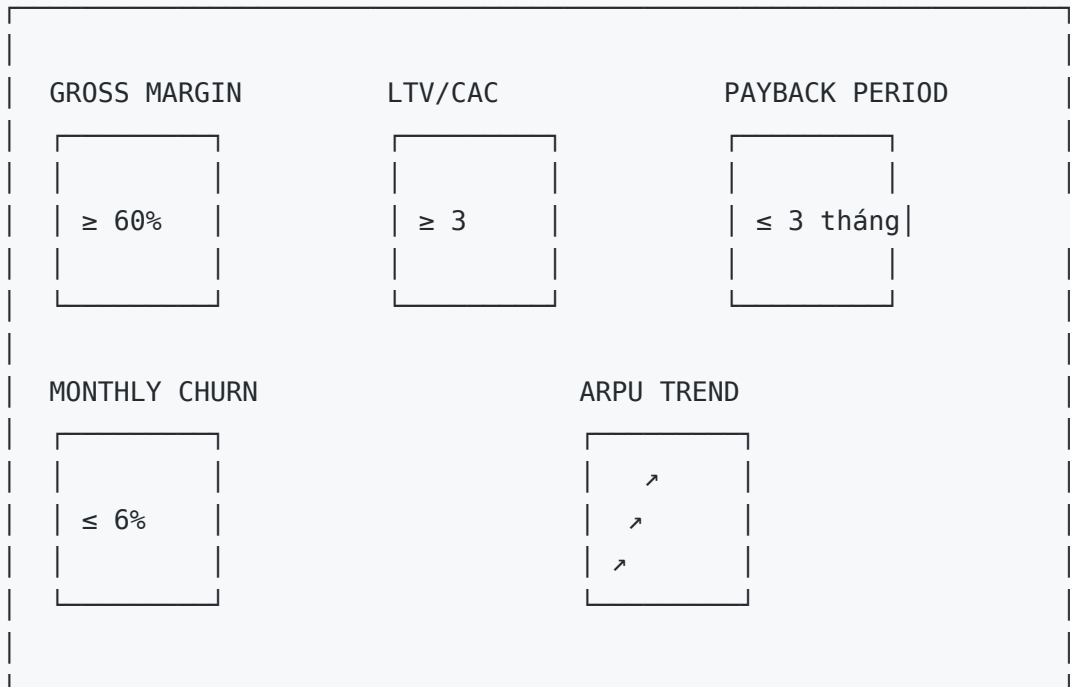 GROSS MARGIN LTV/CAC PAYBACK PERIOD
≥ 60% ≥ 3 ≤ 3 tháng
MONTHLY CHURN ARPU TREND
↗
≤ 6% ↗
↗